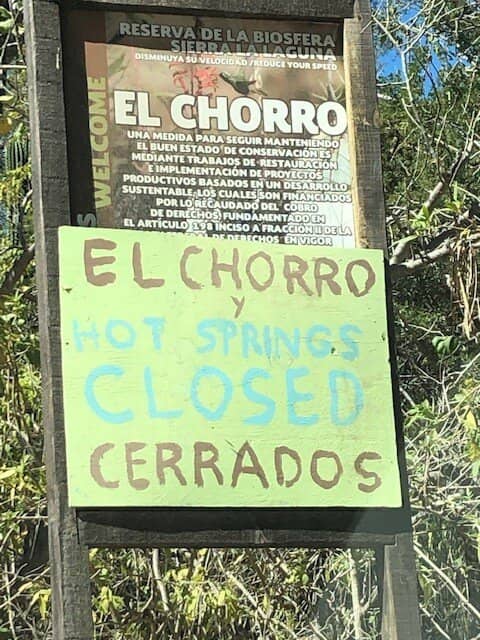 RESERVA DE LA BIOSFERA
SIERRA LA LAGUNA
DISMINUYA SU VELOCIDAD /REDUCE YOUR SPEED
WELCOME
EL CHORRO
UNA MEDIDA PARA SEGUIR MANTENIENDO
EL BUEN ESTADO DE CONSERVACIÓN ES
MEDIANTE TRABAJOS DE RESTAURACIÓN
E IMPLEMENTACIÓN DE PROYECTOS
PRODUCTIVOS BASADOS EN UN DESARROLLO
SUSTENTABLE, LOS CUALES SON FINANCIADOS
POR LO RECAUDADO DEL COBRO
DE DERECHOS, FUNDAMENTADO EN
EL ARTÍCULO 198 INCISO A FRACCIÓN II DE LA
DE DERECHOS EN VIGOR
EL CHORRO
Y
HOT SPRINGS
CLOSED
CERRADOS